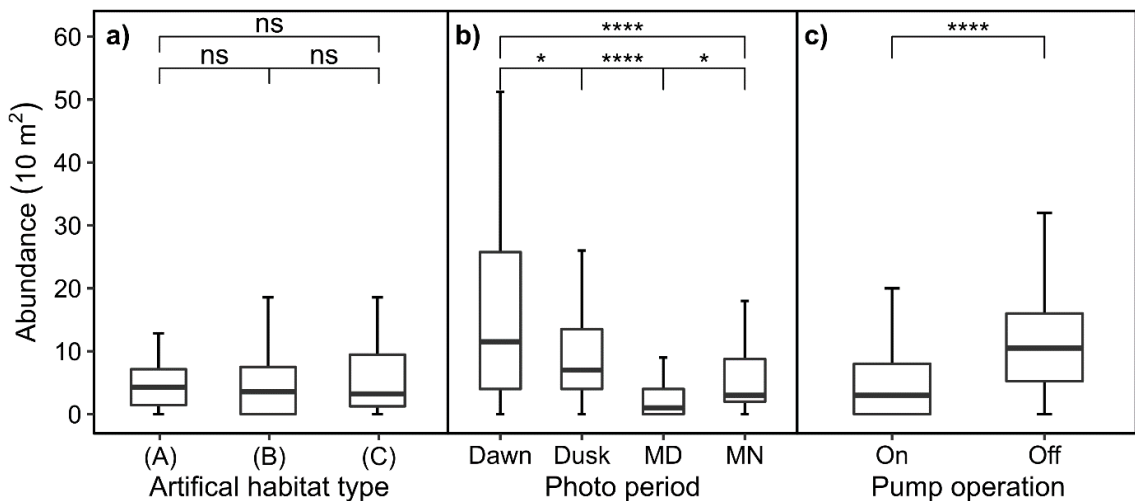 Abundance (10 m²)
60
50
40
30
20
10
0
a)
ns
ns ns
(A) (B) (C)
Artifical habitat type
b)
****
* **** *
Dawn Dusk MD MN
Photo period
c)
****
On Off
Pump operation